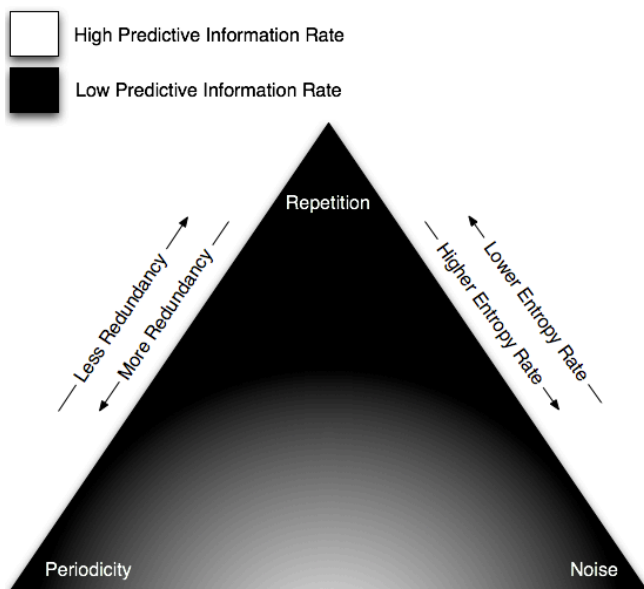 High Predictive Information Rate
Low Predictive Information Rate
Repetition
Less Redundancy
More Redundancy
Lower Entropy Rate
Higher Entropy Rate
Periodicity
Noise